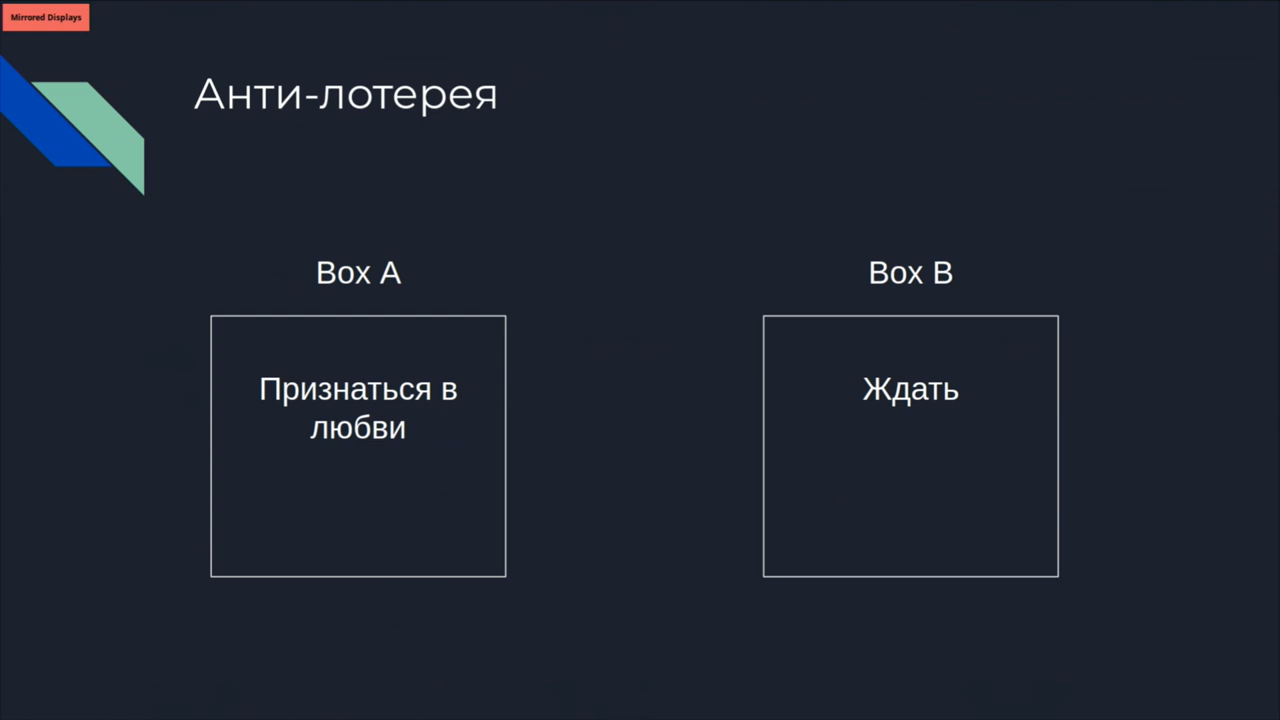 Mirrored Displays
Анти-лотерея
Box A
Box B
Признаться в
любви
Ждать